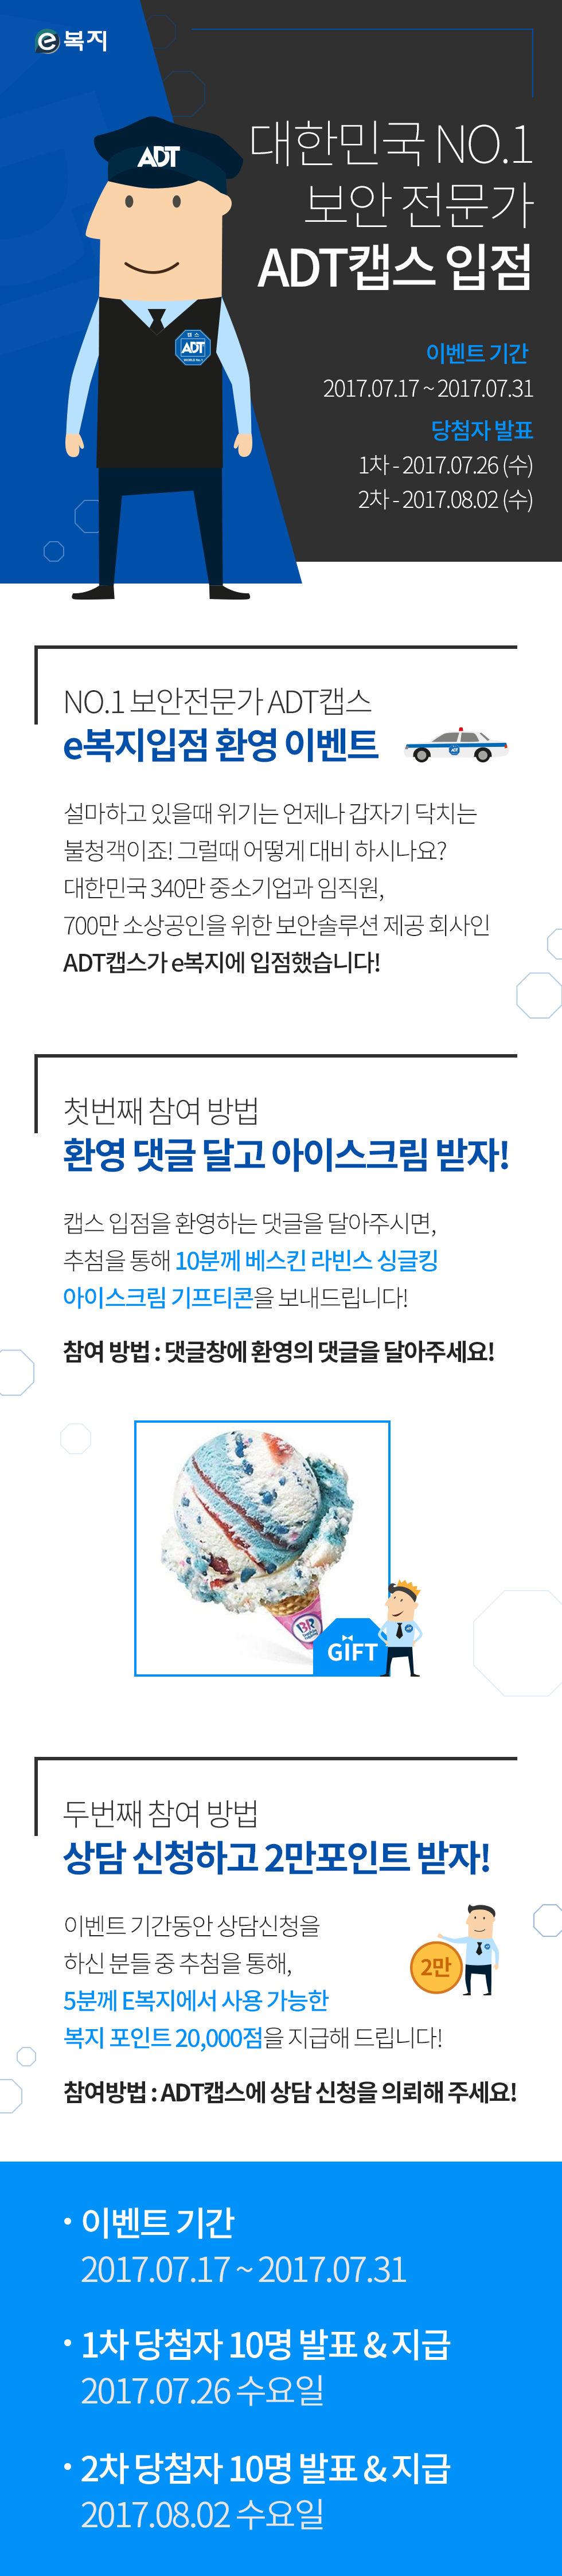 e복지
ADT
대한민국 NO.1
보안 전문가
ADT캡스 입점
캡스
ADT
WORLD No.1
이벤트 기간
2017.07.17 ~ 2017.07.31
당첨자 발표
1차 - 2017.07.26 (수)
2차 - 2017.08.02 (수)
NO.1 보안전문가 ADT캡스
e복지입점 환영 이벤트
ADT
설마하고 있을때 위기는 언제나 갑자기 닥치는
불청객이죠! 그럴때 어떻게 대비 하시나요?
대한민국 340만 중소기업과 임직원,
700만 소상공인을 위한 보안솔루션 제공 회사인
ADT캡스가 e복지에 입점했습니다!
첫번째 참여 방법
환영 댓글 달고 아이스크림 받자!
캡스 입점을 환영하는 댓글을 달아주시면,
추첨을 통해 10분께 베스킨 라빈스 싱글킹
아이스크림 기프티콘을 보내드립니다!
참여 방법 : 댓글창에 환영의 댓글을 달아주세요!
BR
baskin robbins
GIFT
두번째 참여 방법
상담 신청하고 2만포인트 받자!
이벤트 기간동안 상담신청을
하신 분들 중 추첨을 통해,
5분께 E복지에서 사용 가능한
복지 포인트 20,000점을 지급해 드립니다!
2만
참여방법 : ADT캡스에 상담 신청을 의뢰해 주세요!
• 이벤트 기간
2017.07.17 ~ 2017.07.31
• 1차 당첨자 10명 발표 & 지급
2017.07.26 수요일
• 2차 당첨자 10명 발표 & 지급
2017.08.02 수요일